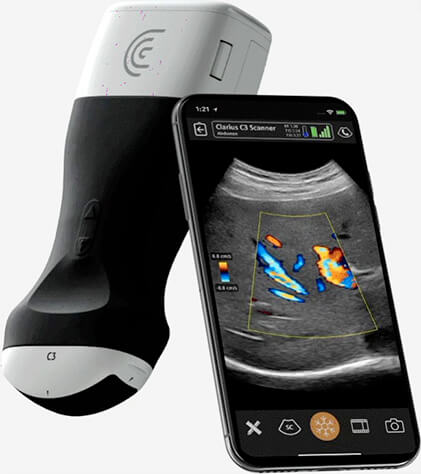 C3
1:21
Clarius C3 Scanner
Abdomen
8.8 cm/s
-8.8 cm/s
SC